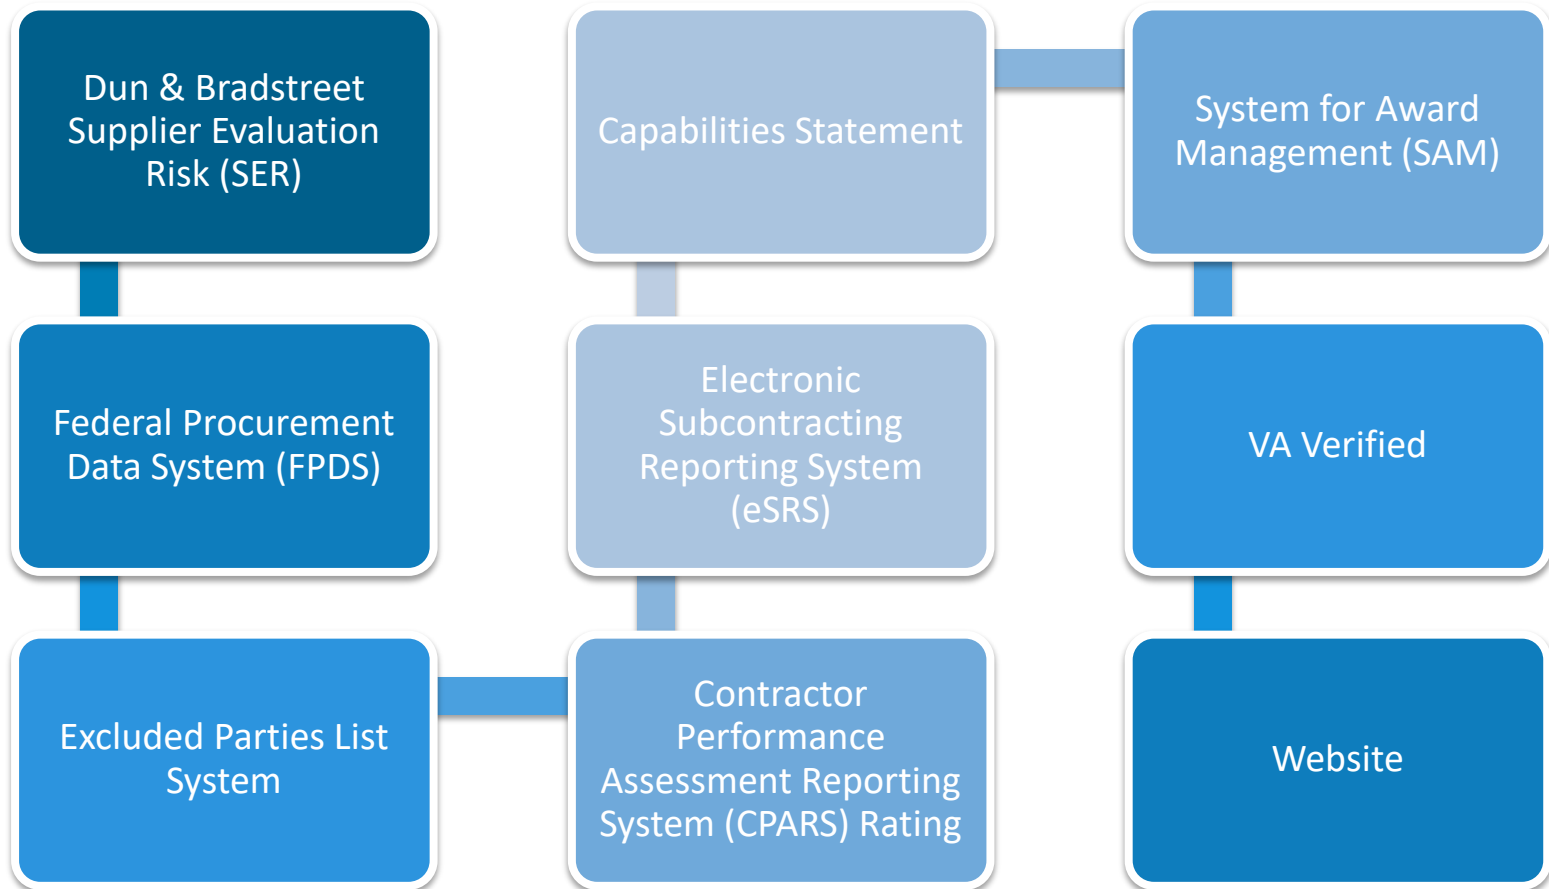 Dun & Bradstreet
Supplier Evaluation
Risk (SER)
Federal Procurement
Data System (FPDS)
Excluded Parties List
System
Contractor
Performance
Assessment Reporting
System (CPARS) Rating
Electronic
Subcontracting
Reporting System
(eSRS)
Capabilities Statement
System for Award
Management (SAM)
VA Verified
Website